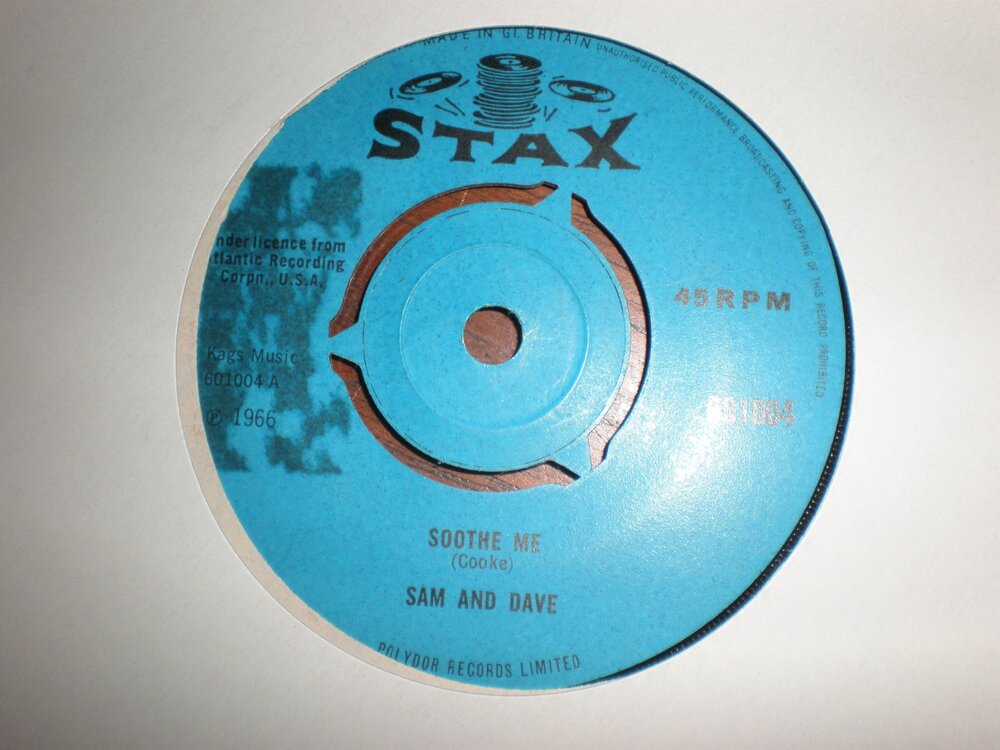 MADE IN GT. BRITAIN UNAUTHORISED PUBLIC PERFORMANCE BROADCASTING AND COPYING OF THIS RECORD PROHIBITED
STAX
nder licence from
tlantic Recording
Corpn., U.S.A.
45 RPM
Kags Music
601004 A
℗ 1966
601004
SOOTHE ME
(Cooke)
SAM AND DAVE
POLYDOR RECORDS LIMITED